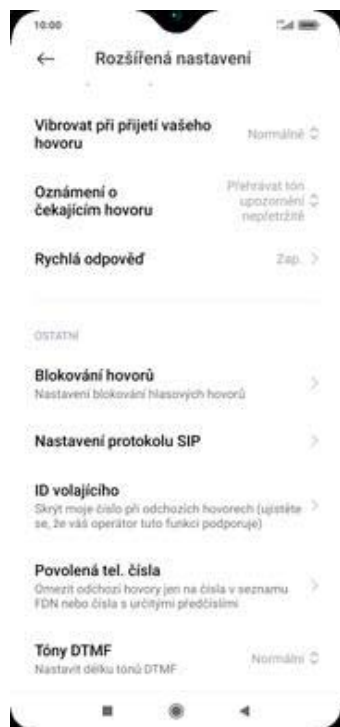 10:00
Rozšířená nastavení
Vibrovat při přijetí vašeho
hovoru
Normálně
Oznámení o
čekajícím hovoru
Přehrávat tón
upozornění
nepřetržitě
Rychlá odpověď
Zap.
OSTATNÍ
Blokování hovorů
Nastavení blokování hlasových hovorů
Nastavení protokolu SIP
ID volajícího
Skrýt moje číslo při odchozích hovorech (ujistěte
se, že váš operátor tuto funkci podporuje)
Povolená tel. čísla
Omezit odchozí hovory jen na čísla v seznamu
FDN nebo čísla s určitými předčíslími
Tóny DTMF
Nastavit délku tónů DTMF
Normální